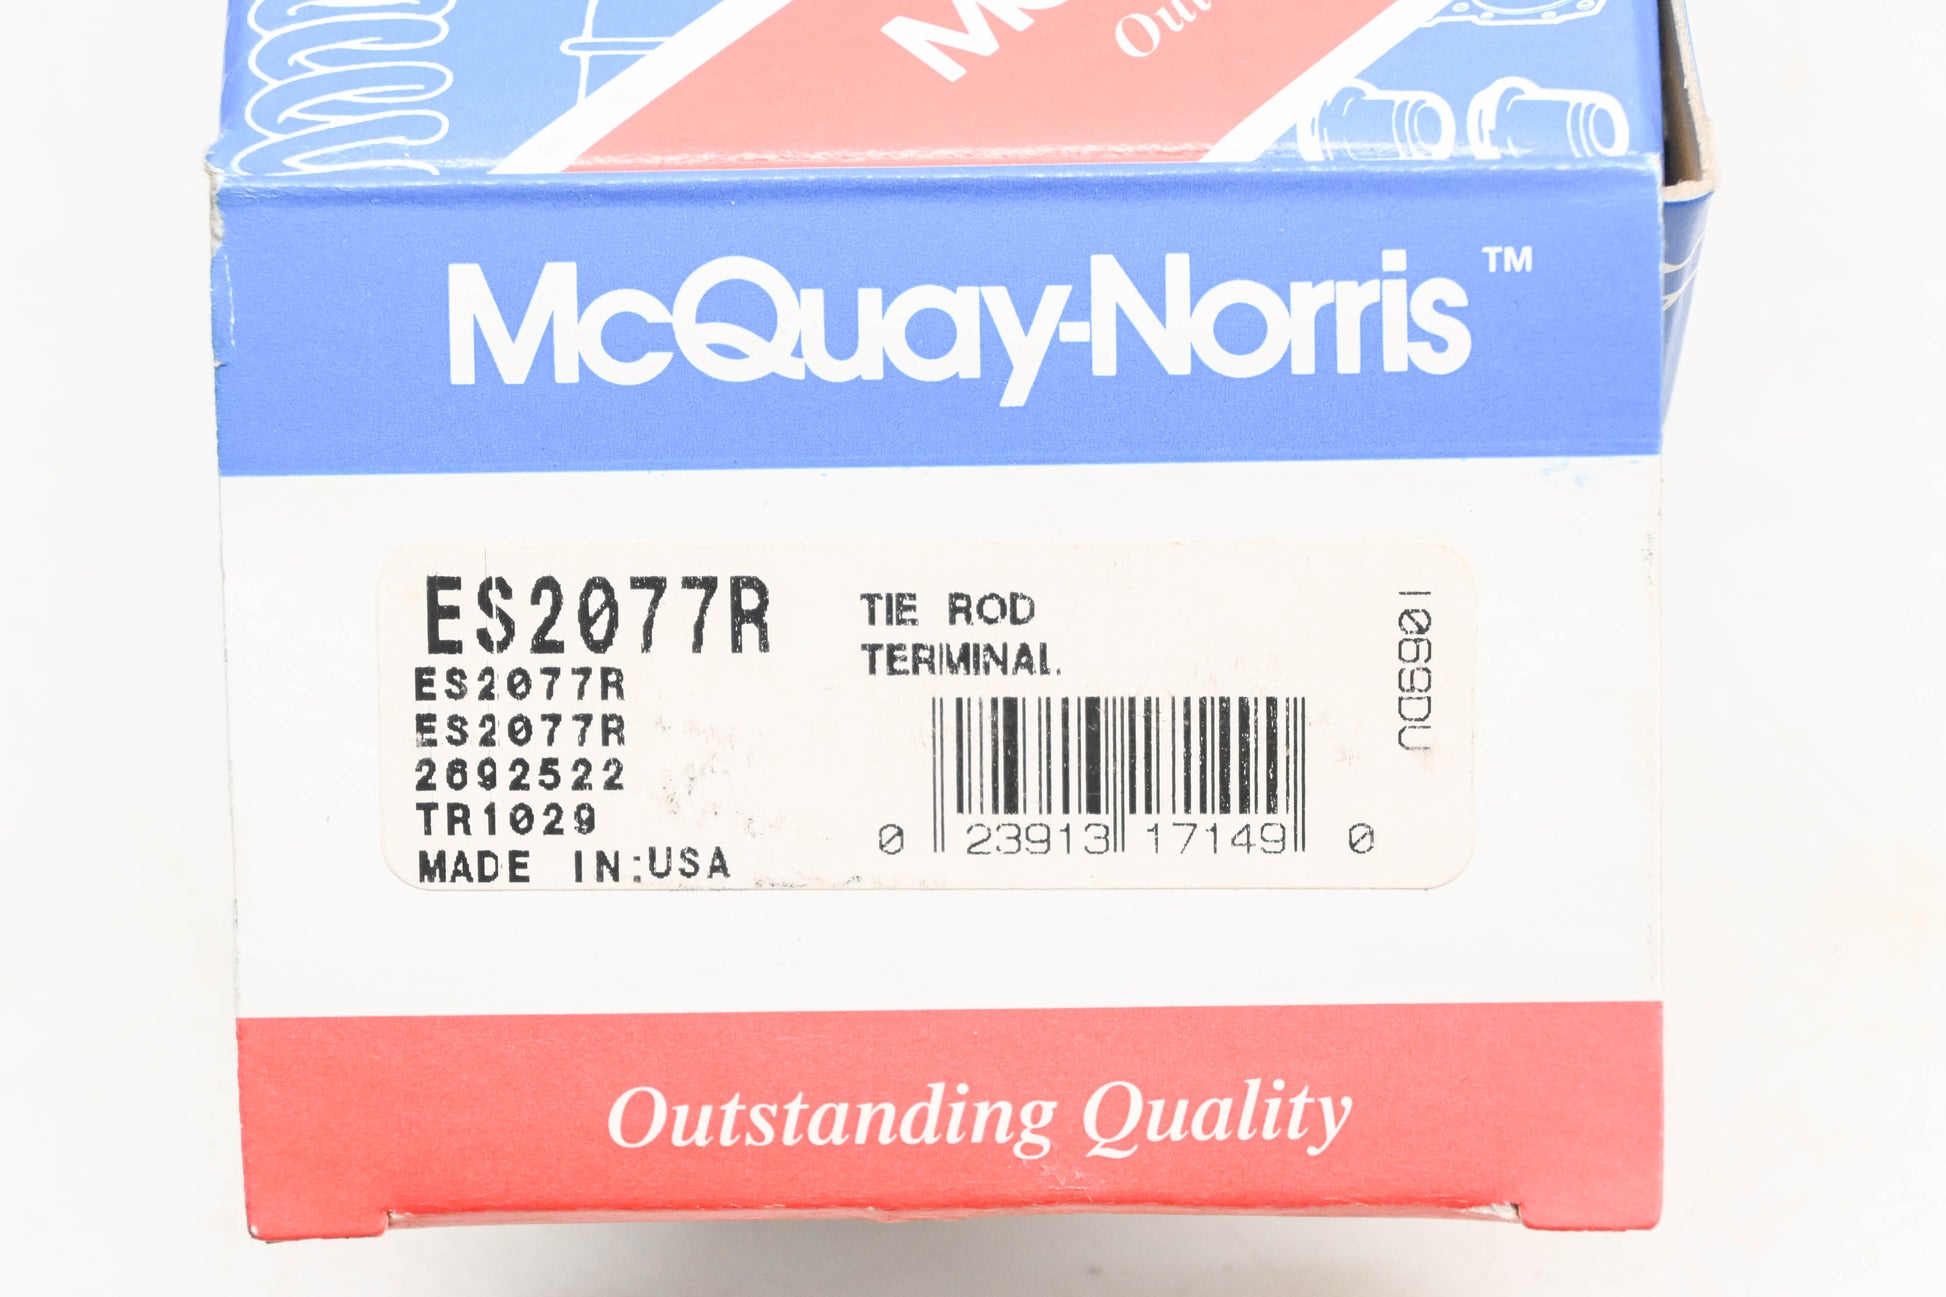 McQuay-Norris™
ES2077R
TIE ROD
TERMINAL
ES2077R
ES2077R
2692522
TR1029
MADE IN:USA
0 23913 17149 0
1069DU
Outstanding Quality